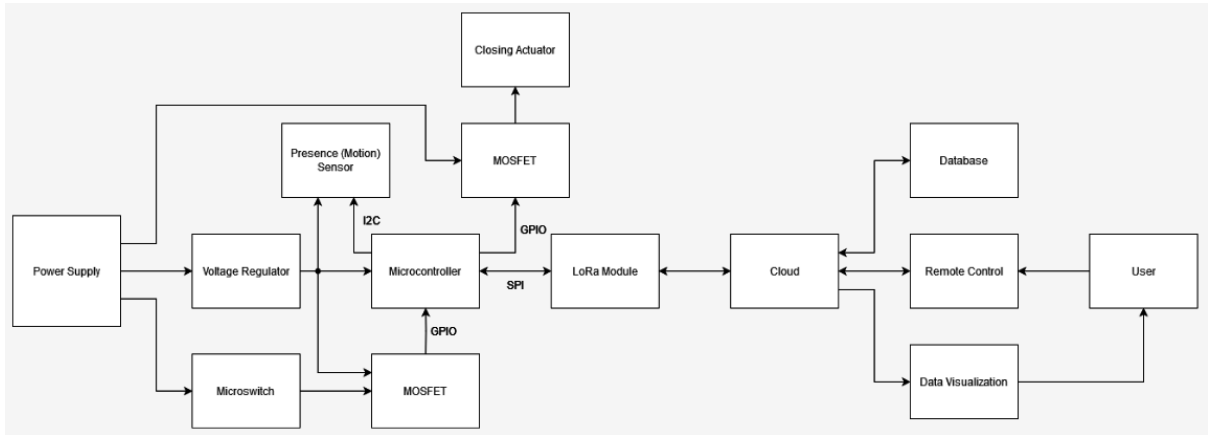 Closing Actuator
Presence (Motion)
Sensor
MOSFET
Database
I2C
GPIO
Power Supply
Voltage Regulator
Microcontroller
LoRa Module
Cloud
Remote Control
User
SPI
GPIO
Microswitch
MOSFET
Data Visualization